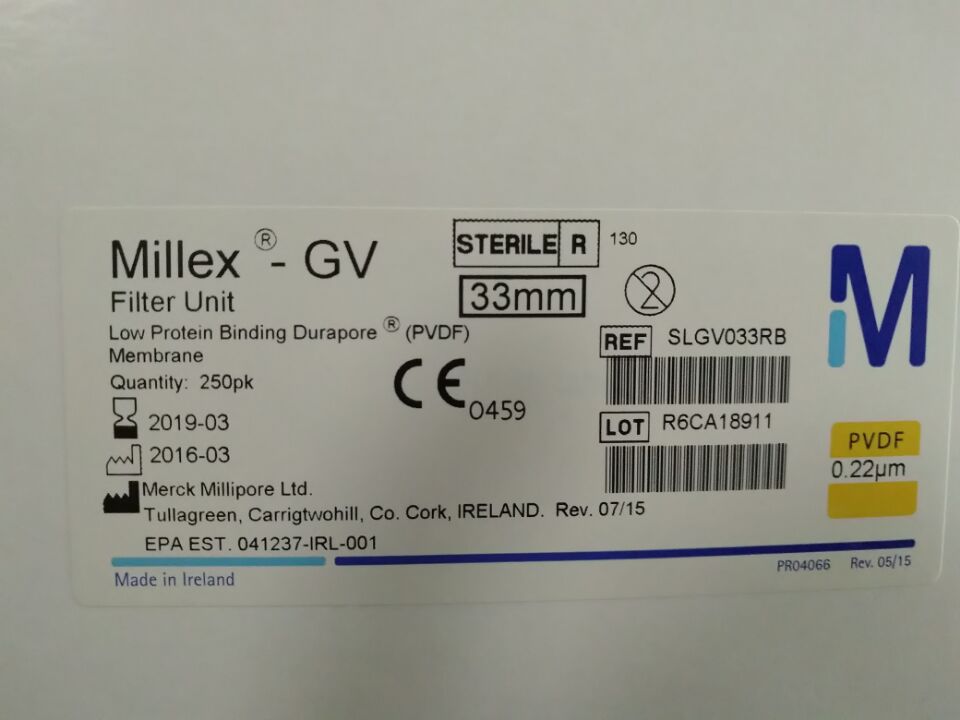 Millex ® - GV
Filter Unit
Low Protein Binding Durapore ® (PVDF)
Membrane
Quantity: 250pk
2019-03
2016-03
Merck Millipore Ltd.
Tullagreen, Carrigtwohill, Co. Cork, IRELAND. Rev. 07/15
EPA EST. 041237-IRL-001
Made in Ireland
STERILE R 130
33mm
2
CE 0459
REF SLGV033RB
LOT R6CA18911
M
PVDF
0.22µm
PR04066 Rev. 05/15